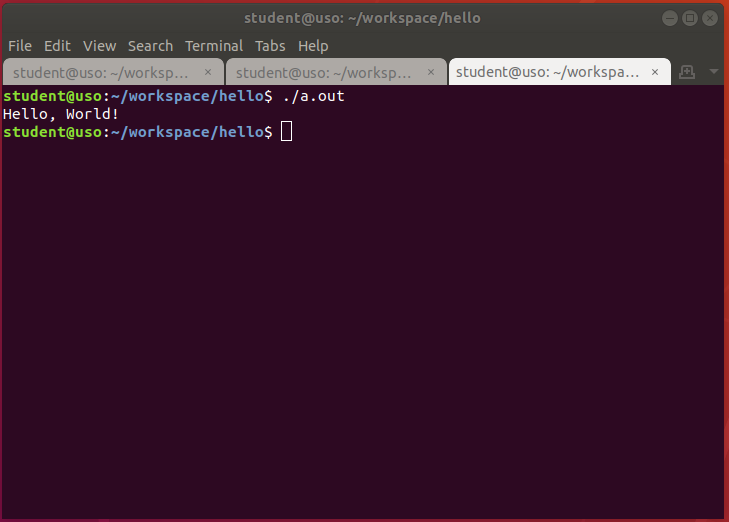 student@uso: ~/workspace/hello
File Edit View Search Terminal Tabs Help
student@uso: ~/worksp… × student@uso: ~/worksp… × student@uso: ~/workspa… ×
student@uso:~/workspace/hello$ ./a.out
Hello, World!
student@uso:~/workspace/hello$